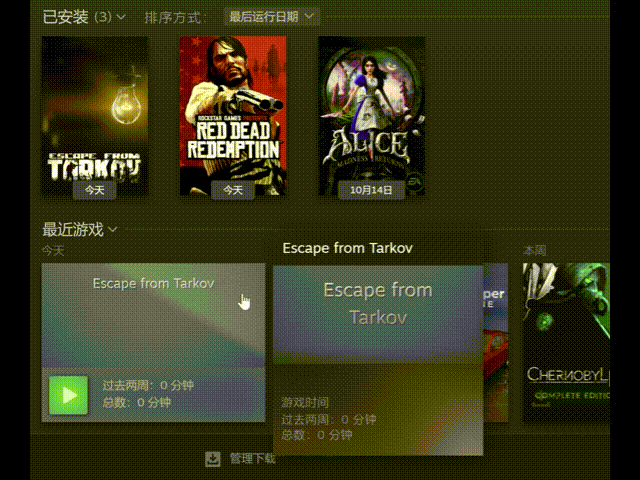 已安装 (3) 排序方式: 最后运行日期
ESCAPE FROM
TARKOV
今天
ROCKSTAR GAMES PRESENTS
RED DEAD
REDEMPTION
今天
ALICE
MADNESS RETURNS
10月14日
最近游戏
今天
Escape from Tarkov
过去两周: 0 分钟
总数: 0 分钟
Escape from Tarkov
Escape from
Tarkov
游戏时间
过去两周: 0 分钟
总数: 0 分钟
本周
COMPLETE EDITIO
管理下载